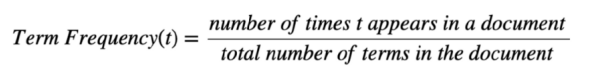 Term Frequency(t) = number of times t appears in a document
total number of terms in the document